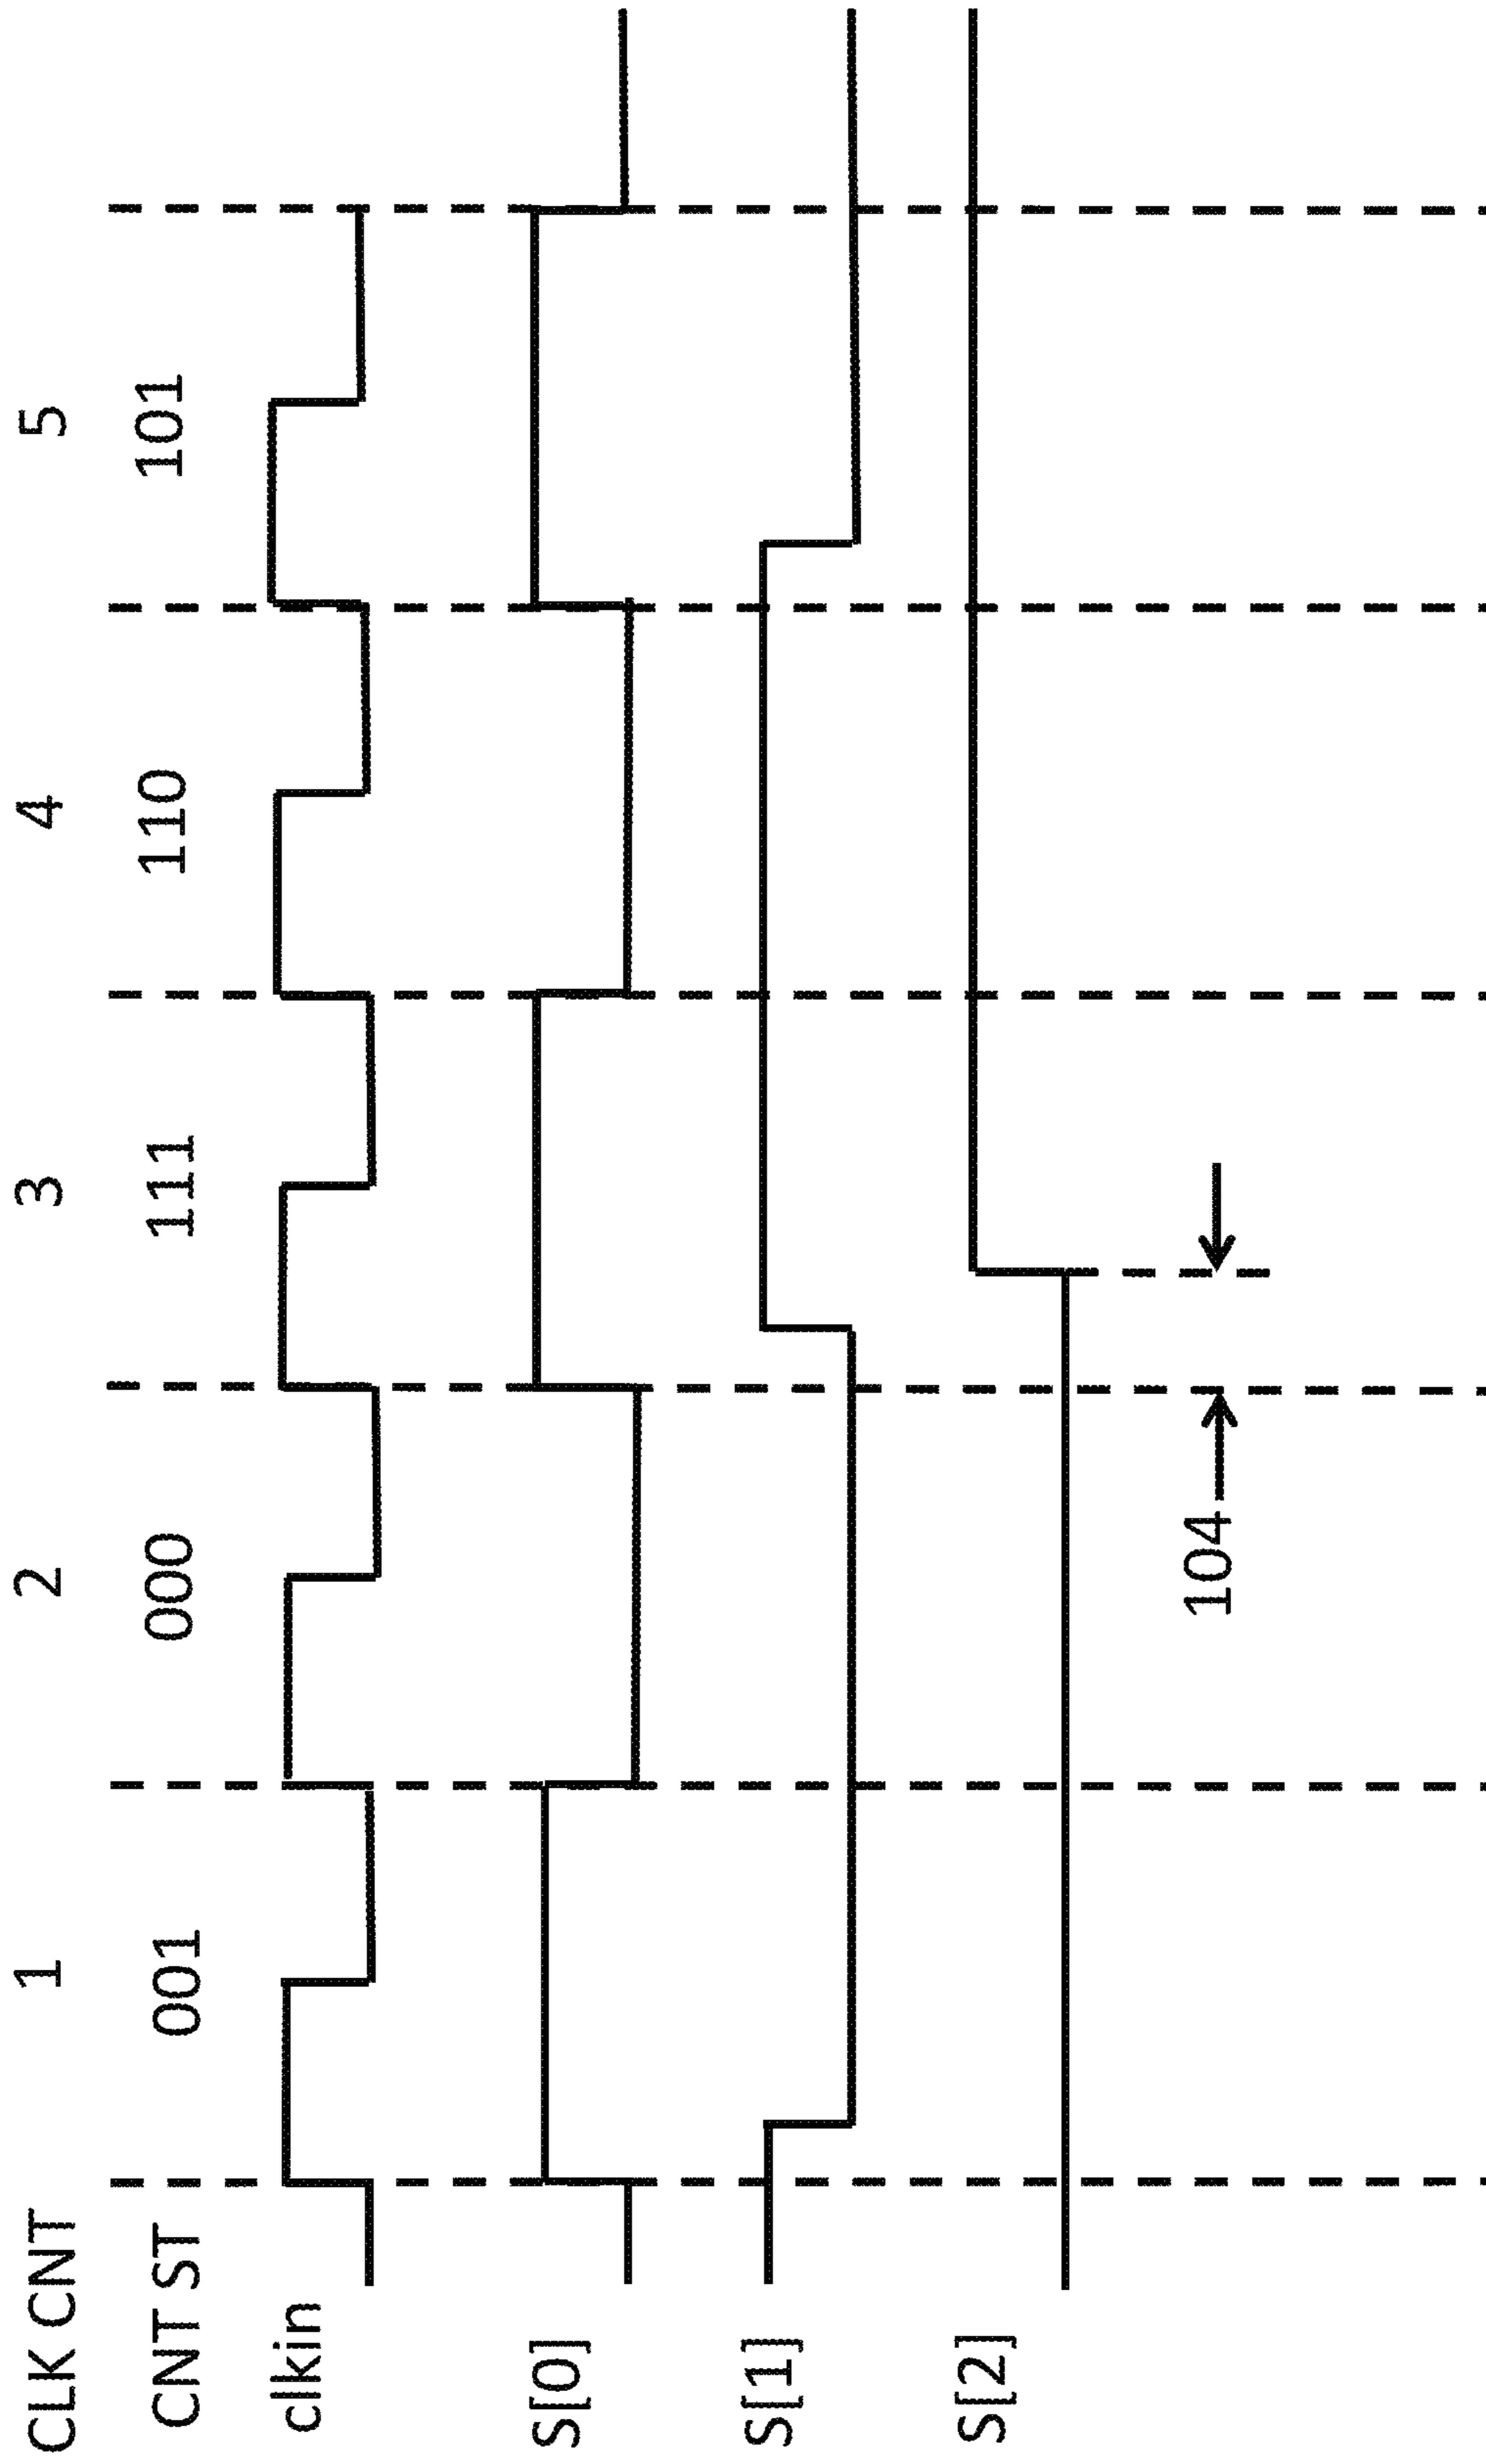 CLK CNT 1 2 3 4 5
CNT ST 001 000 111 110 101
clkin
S[0]
S[1]
S[2]
104